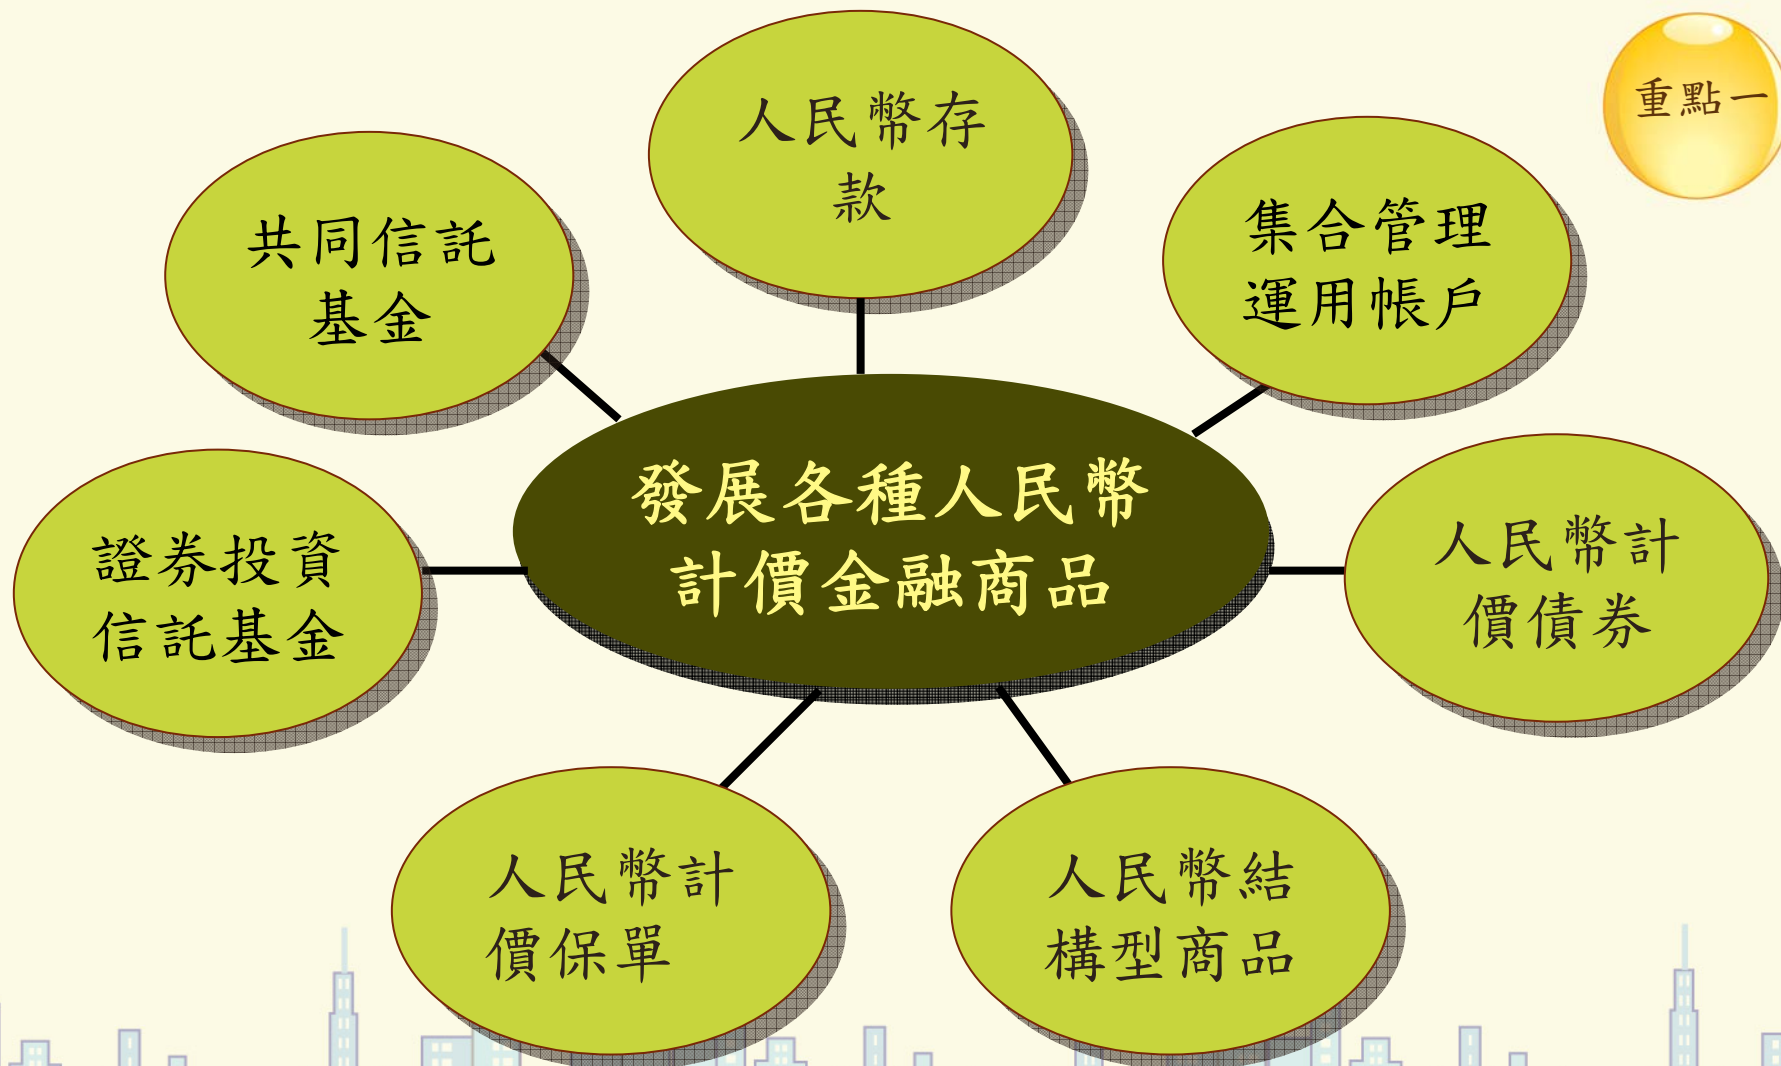 重點一
人民幣存
款
共同信託
基金
集合管理
運用帳戶
發展各種人民幣
計價金融商品
證券投資
信託基金
人民幣計
價債券
人民幣計
價保單
人民幣結
構型商品